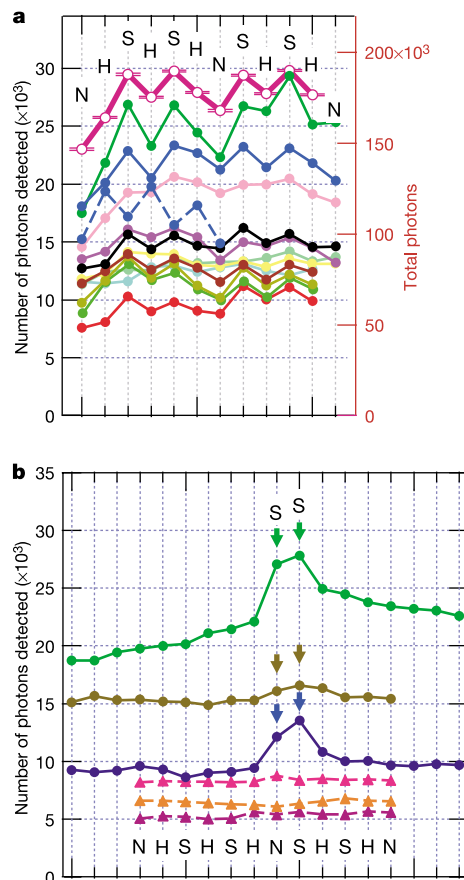 a
Number of photons detected (×10³)
30
25
20
15
10
5
0
N H S H S H N S H S H N
200×10³
150
100
50
0
Total photons
b
Number of photons detected (×10³)
35
30
25
20
15
10
5
0
S S
N H S H S H N S H S H N